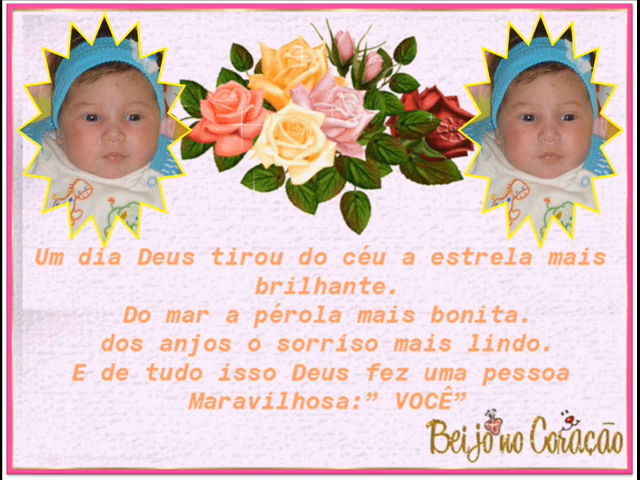 Um dia Deus tirou do céu a estrela mais
brilhante.
Do mar a pérola mais bonita.
dos anjos o sorriso mais lindo.
E de tudo isso Deus fez uma pessoa
Maravilhosa:” VOCÊ”
Beijo no Coração